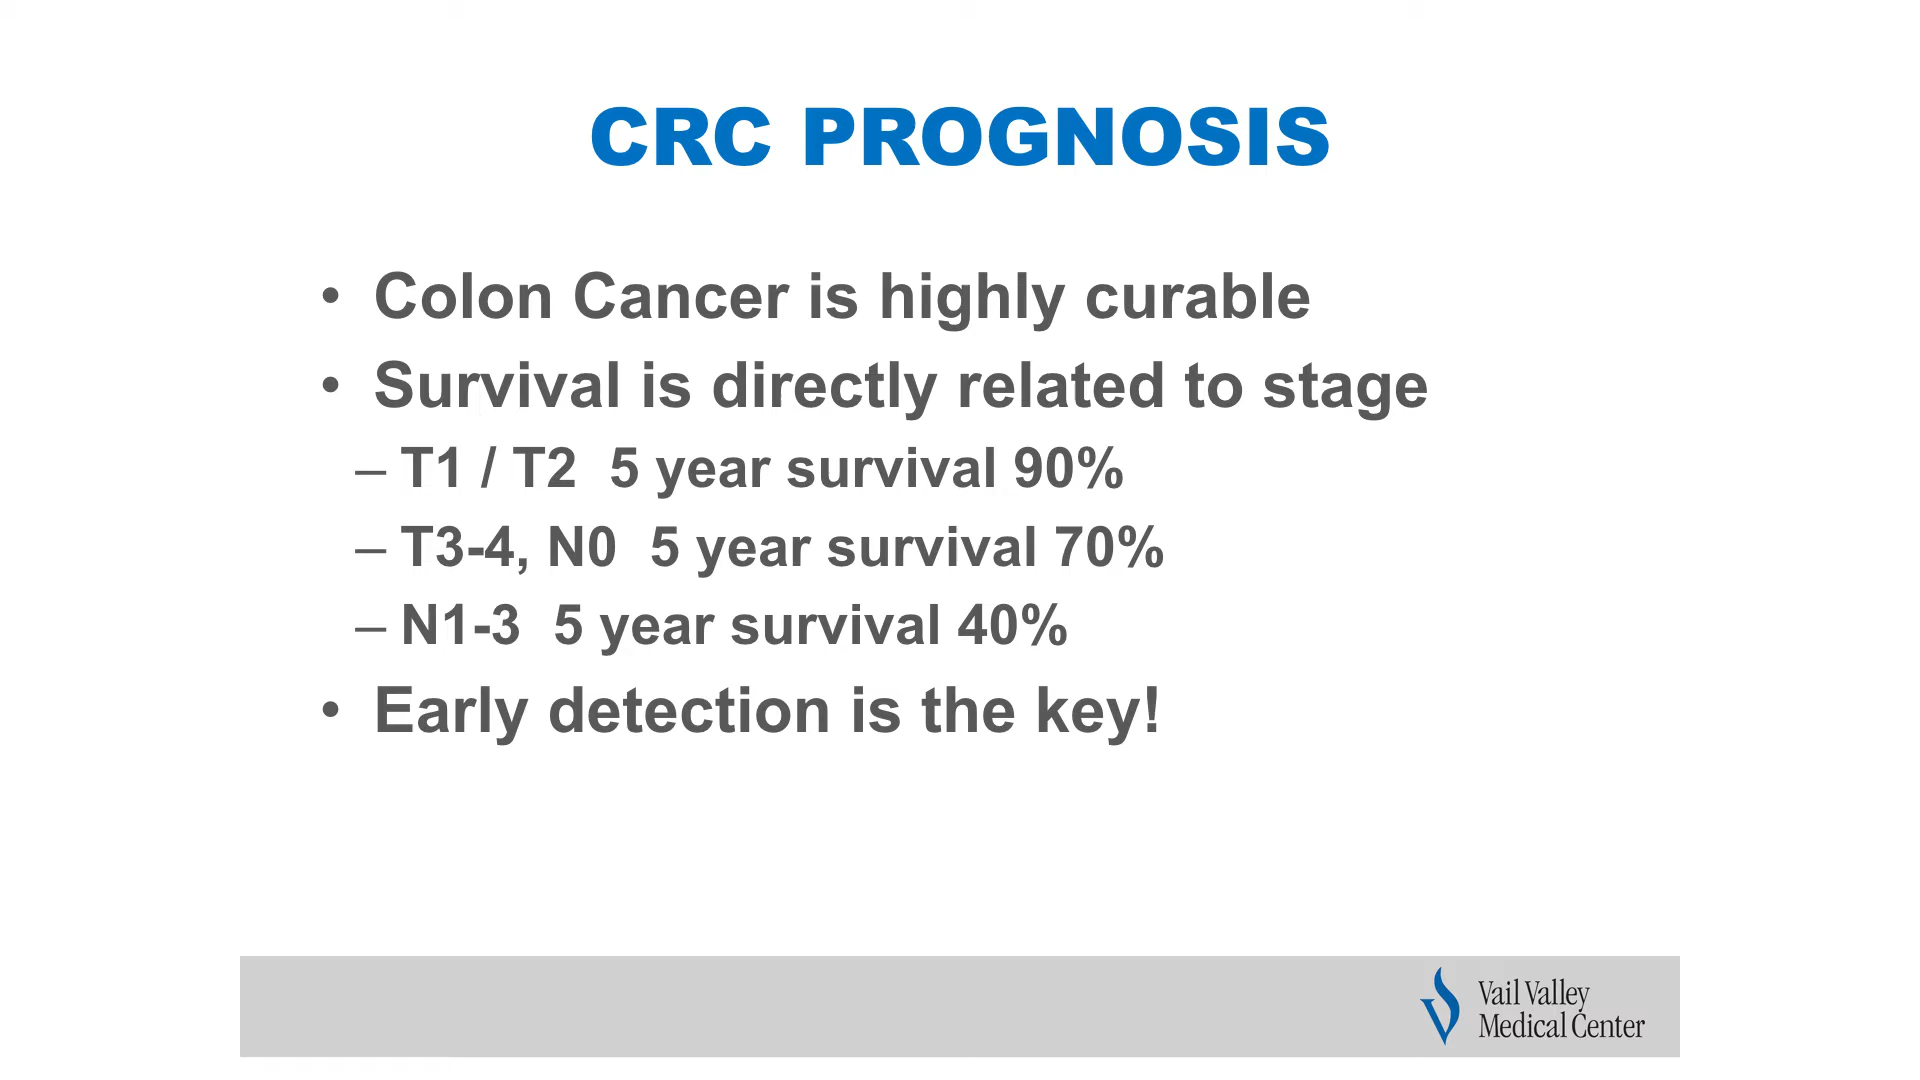 CRC PROGNOSIS
• Colon Cancer is highly curable
• Survival is directly related to stage
– T1 / T2  5 year survival 90%
– T3-4, N0  5 year survival 70%
– N1-3  5 year survival 40%
• Early detection is the key!
Vail Valley
Medical Center